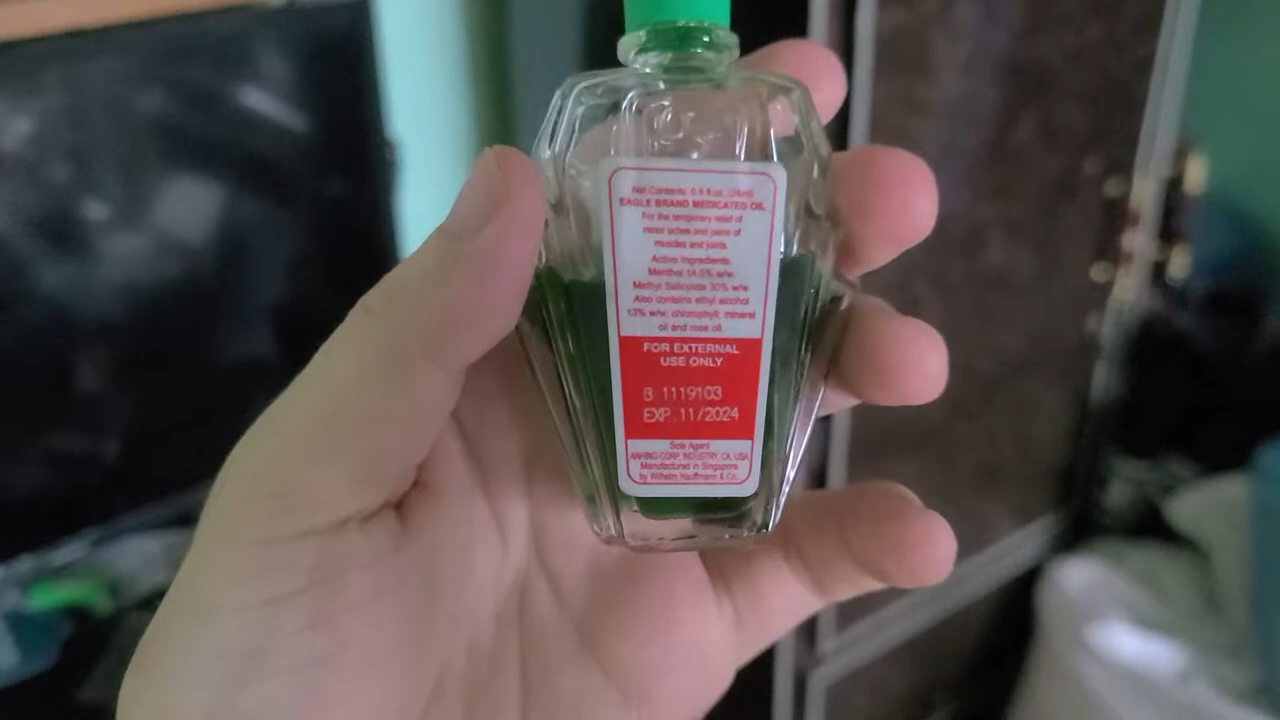 Net Contents: 0.8 fl.oz. (24ml)
EAGLE BRAND MEDICATED OIL
For the temporary relief of
minor aches and pains of
muscles and joints.
Active Ingredients:
Menthol 14.5% w/w.
Methyl Salicylate 30% w/w.
Also contains ethyl alcohol
1.3% w/w; chlorophyll; mineral
oil and rose oil.
FOR EXTERNAL
USE ONLY
B 1119103
EXP.11/2024
Sole Agent
ANHING CORP. INDUSTRY, CA. USA
Manufactured in Singapore
by Wilhelm Hauffmann & Co.